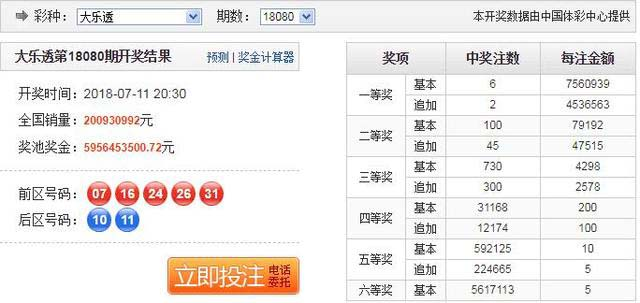 彩种： 大乐透 期数： 18080 本开奖数据由中国体彩中心提供
大乐透第18080期开奖结果 预测 | 奖金计算器
开奖时间：2018-07-11 20:30
全国销量：200930992元
奖池奖金：5956453500.72元
前区号码：07 16 24 26 31
后区号码：10 11
立即投注 电话委托
奖项 中奖注数 每注金额
一等奖 基本 6 7560939
追加 2 4536563
二等奖 基本 100 79192
追加 45 47515
三等奖 基本 730 4298
追加 300 2578
四等奖 基本 31168 200
追加 12174 100
五等奖 基本 592125 10
追加 224665 5
六等奖 基本 5617113 5